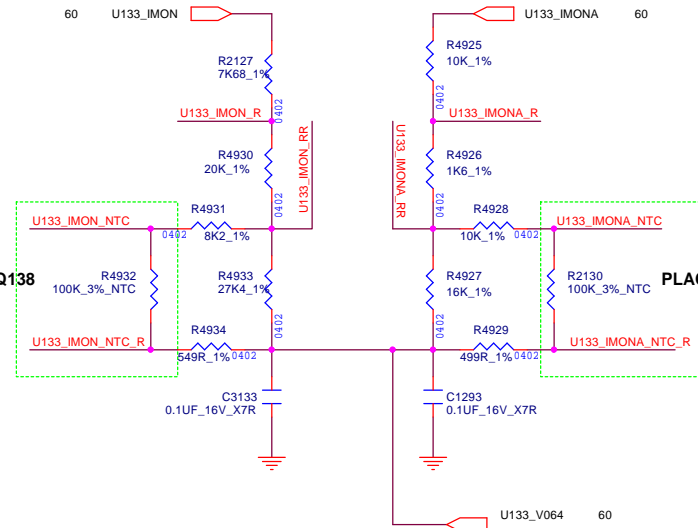 60 U133_IMON
U133_IMONA 60
R2127
7K68_1%
0402
R4925
10K_1%
0402
U133_IMON_R
U133_IMONA_R
U133_IMON_RR
U133_IMONA_RR
R4930
20K_1%
0402
R4926
1K6_1%
0402
U133_IMON_NTC
R4931
8K2_1%
0402
R4928
10K_1%
0402
U133_IMONA_NTC
Q138
R4932
100K_3%_NTC
R4933
27K4_1%
0402
R4927
16K_1%
0402
R2130
100K_3%_NTC
PLAC
U133_IMON_NTC_R
R4934
549R_1%
0402
R4929
499R_1%
0402
U133_IMONA_NTC_R
C3133
0.1UF_16V_X7R
C1293
0.1UF_16V_X7R
U133_V064 60